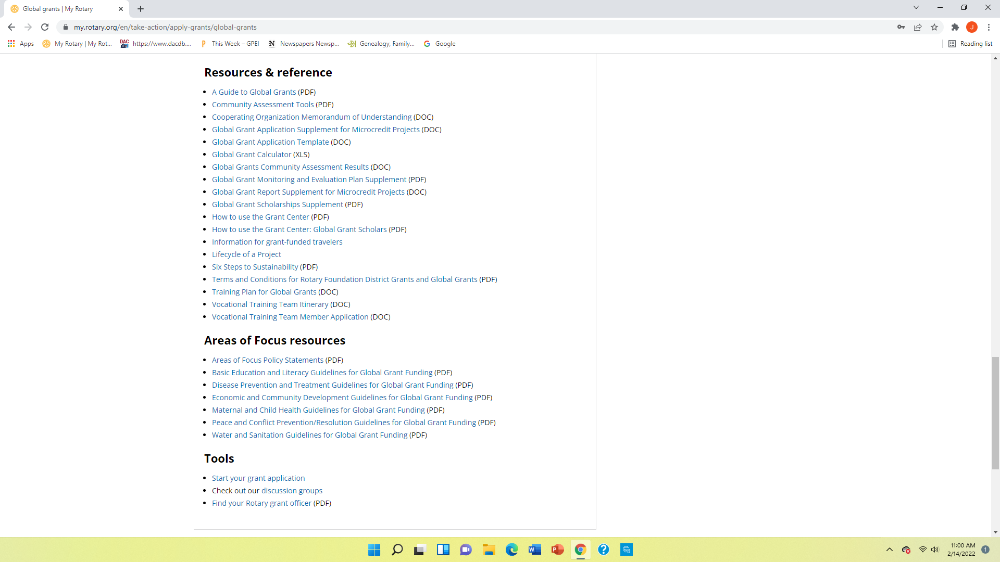 Global grants | My Rotary
my.rotary.org/en/take-action/apply-grants/global-grants
J
Apps
My Rotary | My Rot...
DAC
https://www.dacdb....
This Week – GPEI
N
Newspapers Newsp...
Genealogy, Family...
Google
Reading list
Resources & reference
A Guide to Global Grants (PDF)
Community Assessment Tools (PDF)
Cooperating Organization Memorandum of Understanding (DOC)
Global Grant Application Supplement for Microcredit Projects (DOC)
Global Grant Application Template (DOC)
Global Grant Calculator (XLS)
Global Grants Community Assessment Results (DOC)
Global Grant Monitoring and Evaluation Plan Supplement (PDF)
Global Grant Report Supplement for Microcredit Projects (DOC)
Global Grant Scholarships Supplement (PDF)
How to use the Grant Center (PDF)
How to use the Grant Center: Global Grant Scholars (PDF)
Information for grant-funded travelers
Lifecycle of a Project
Six Steps to Sustainability (PDF)
Terms and Conditions for Rotary Foundation District Grants and Global Grants (PDF)
Training Plan for Global Grants (DOC)
Vocational Training Team Itinerary (DOC)
Vocational Training Team Member Application (DOC)
Areas of Focus resources
Areas of Focus Policy Statements (PDF)
Basic Education and Literacy Guidelines for Global Grant Funding (PDF)
Disease Prevention and Treatment Guidelines for Global Grant Funding (PDF)
Economic and Community Development Guidelines for Global Grant Funding (PDF)
Maternal and Child Health Guidelines for Global Grant Funding (PDF)
Peace and Conflict Prevention/Resolution Guidelines for Global Grant Funding (PDF)
Water and Sanitation Guidelines for Global Grant Funding (PDF)
Tools
Start your grant application
Check out our discussion groups
Find your Rotary grant officer (PDF)
W
P
?
11:00 AM
2/14/2022
1